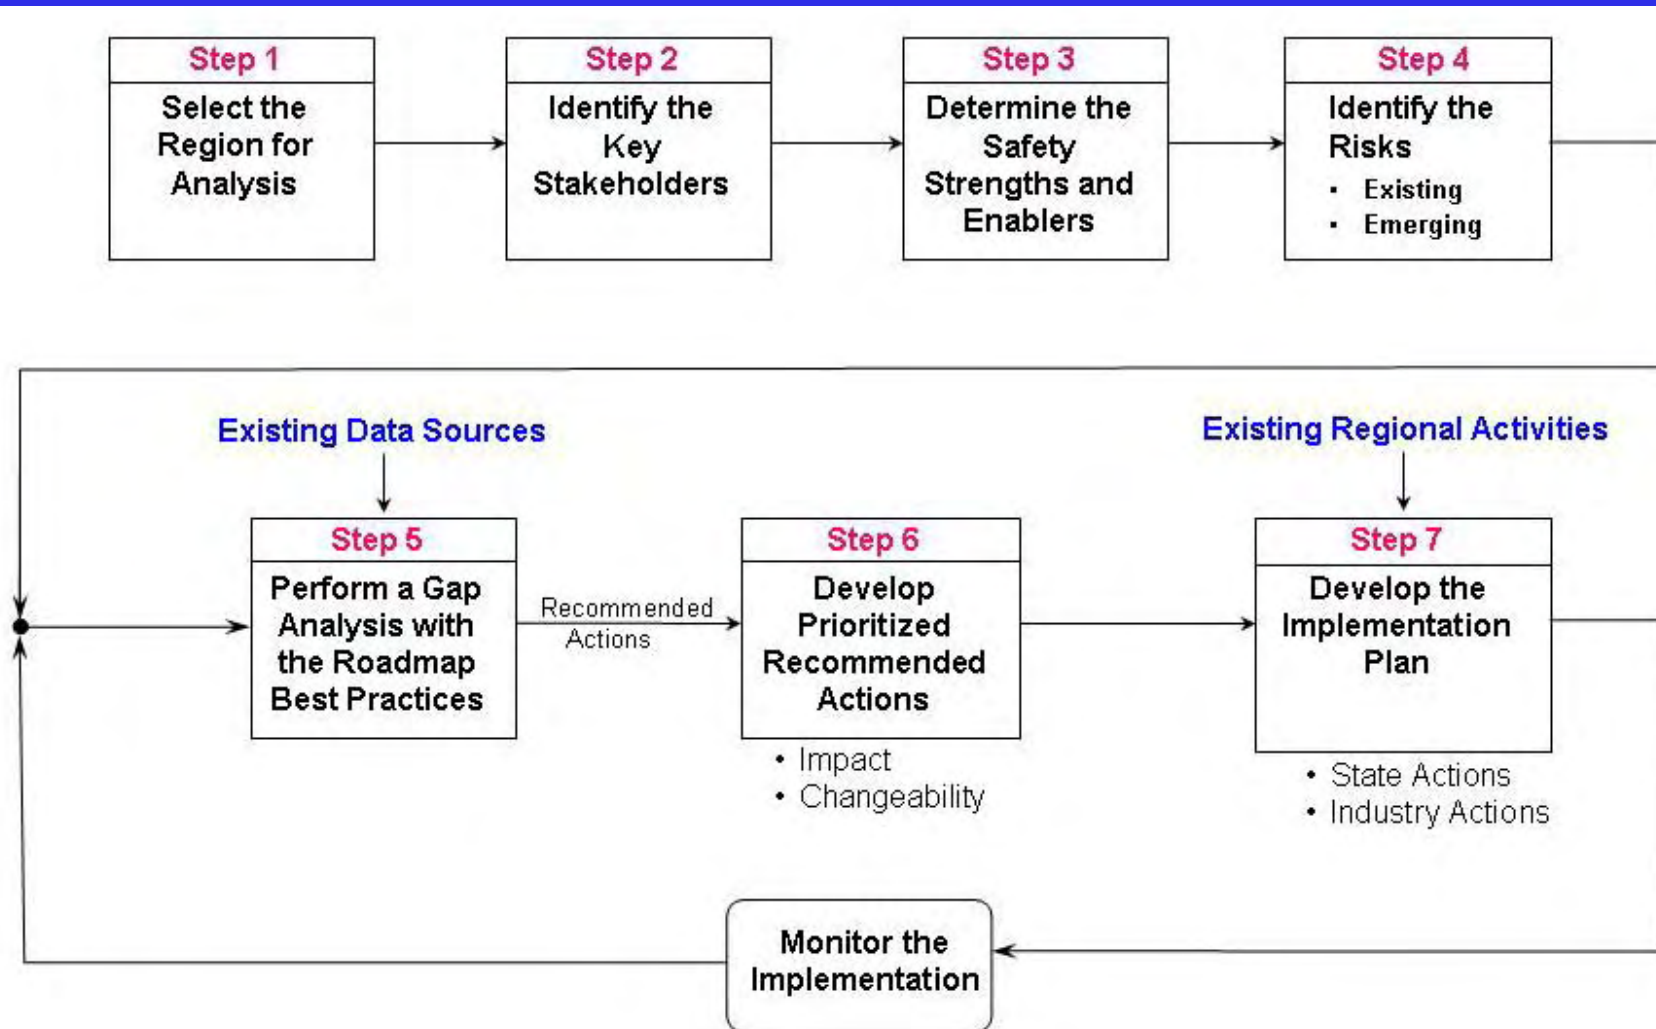 Step 1
Select the
Region for
Analysis
Step 2
Identify the
Key
Stakeholders
Step 3
Determine the
Safety
Strengths and
Enablers
Step 4
Identify the
Risks
▪ Existing
▪ Emerging
Existing Data Sources
Existing Regional Activities
Step 5
Perform a Gap
Analysis with
the Roadmap
Best Practices
Recommended
Actions
Step 6
Develop
Prioritized
Recommended
Actions
• Impact
• Changeability
Step 7
Develop the
Implementation
Plan
• State Actions
• Industry Actions
Monitor the
Implementation